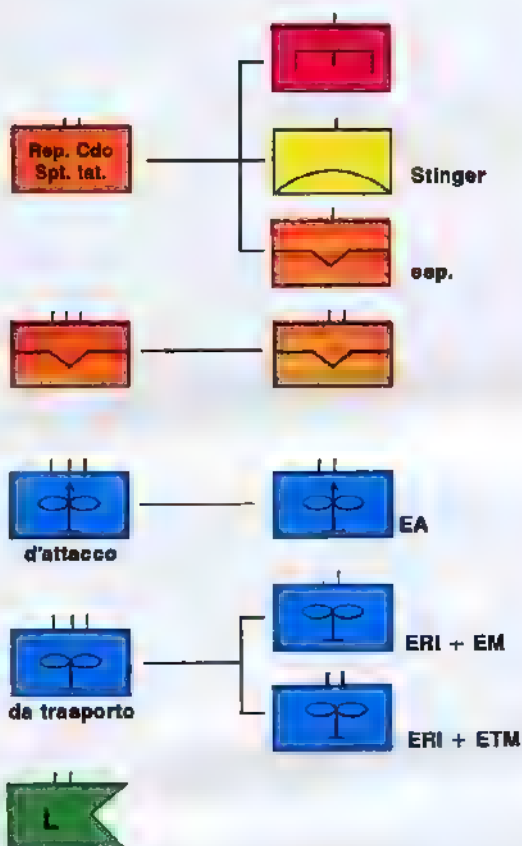 Rep. Cdo
Spt. tat.
Stinger
esp.
EA
d'attacco
ERI + EM
da trasporto
ERI + ETM
L